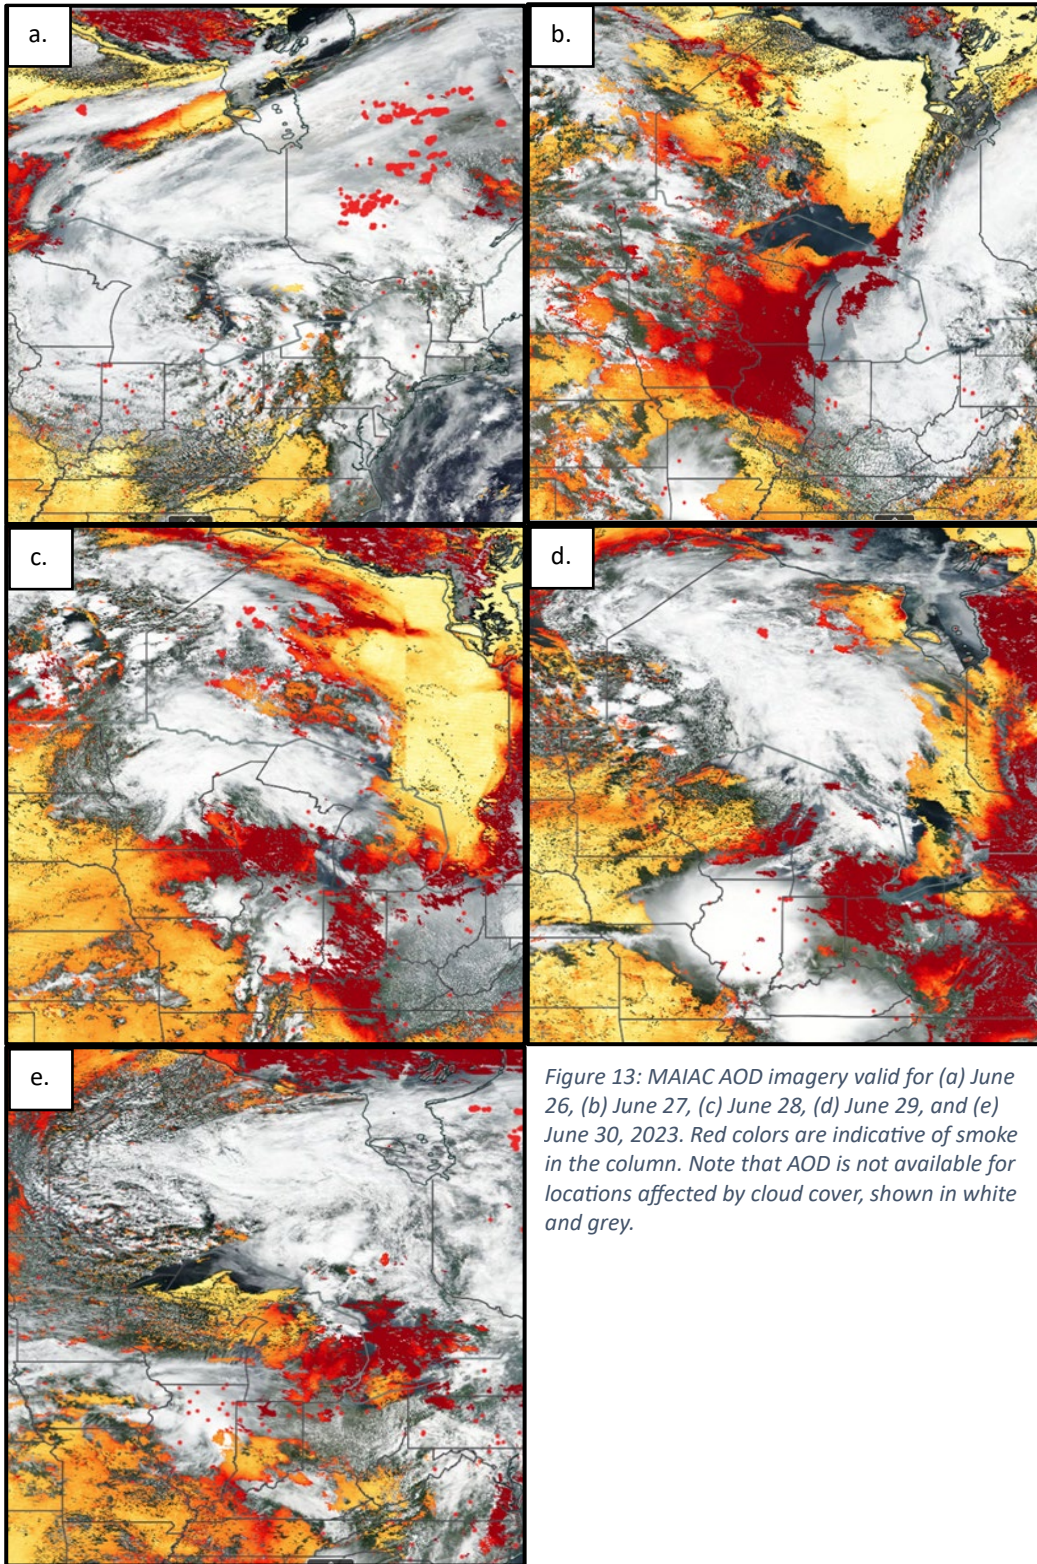 a.
b.
c.
d.
e.
Figure 13: MAIAC AOD imagery valid for (a) June
26, (b) June 27, (c) June 28, (d) June 29, and (e)
June 30, 2023. Red colors are indicative of smoke
in the column. Note that AOD is not available for
locations affected by cloud cover, shown in white
and grey.